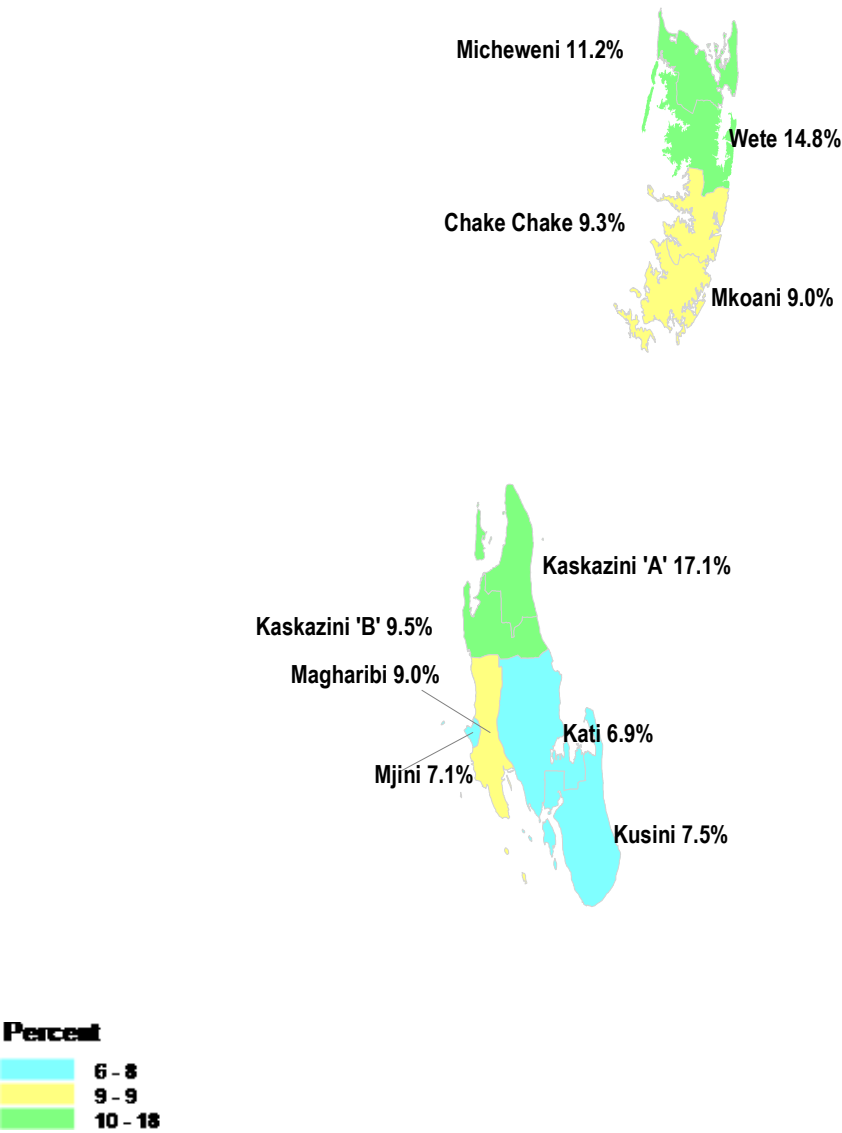 Micheweni 11.2%
Wete 14.8%
Chake Chake 9.3%
Mkoani 9.0%
Kaskazini 'A' 17.1%
Kaskazini 'B' 9.5%
Magharibi 9.0%
Kati 6.9%
Mjini 7.1%
Kusini 7.5%
Percent
6 - 8
9 - 9
10 - 18